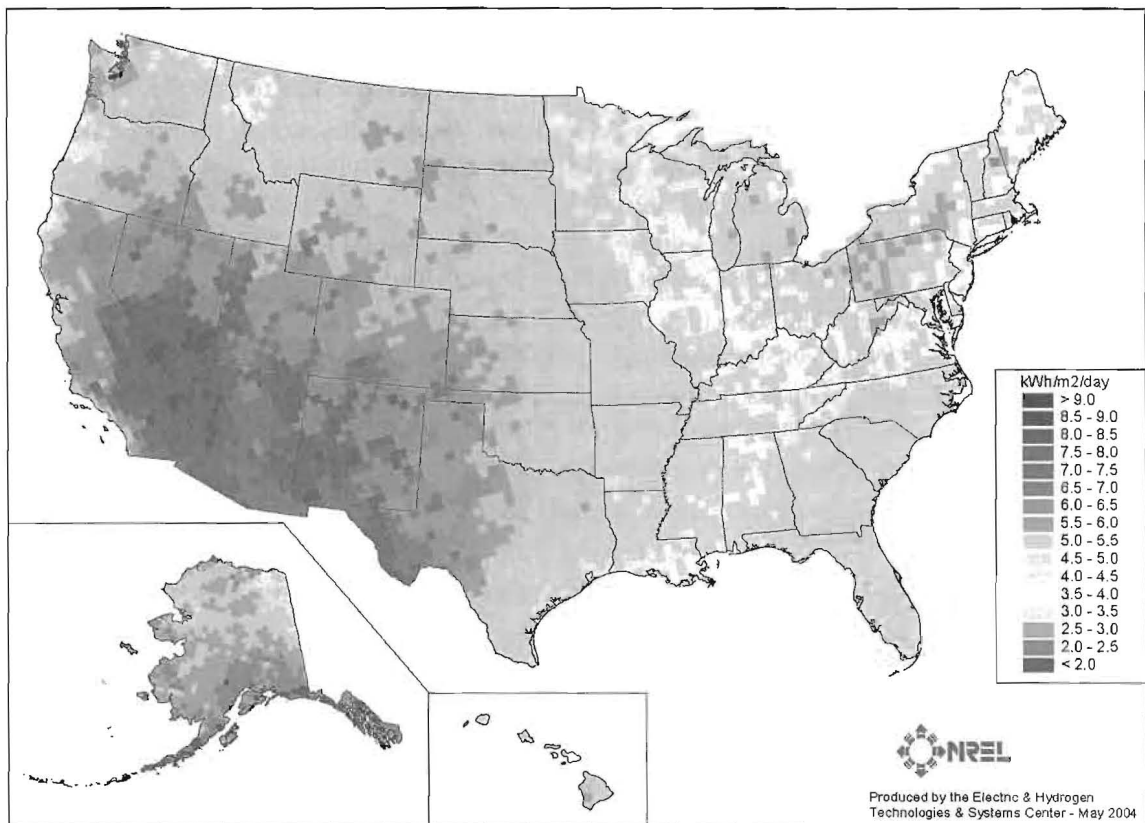 kWh/m2/day
> 9.0
8.5 - 9.0
8.0 - 8.5
7.5 - 8.0
7.0 - 7.5
6.5 - 7.0
6.0 - 6.5
5.5 - 6.0
5.0 - 5.5
4.5 - 5.0
4.0 - 4.5
3.5 - 4.0
3.0 - 3.5
2.5 - 3.0
2.0 - 2.5
< 2.0
NREL
Produced by the Electric & Hydrogen
Technologies & Systems Center - May 2004